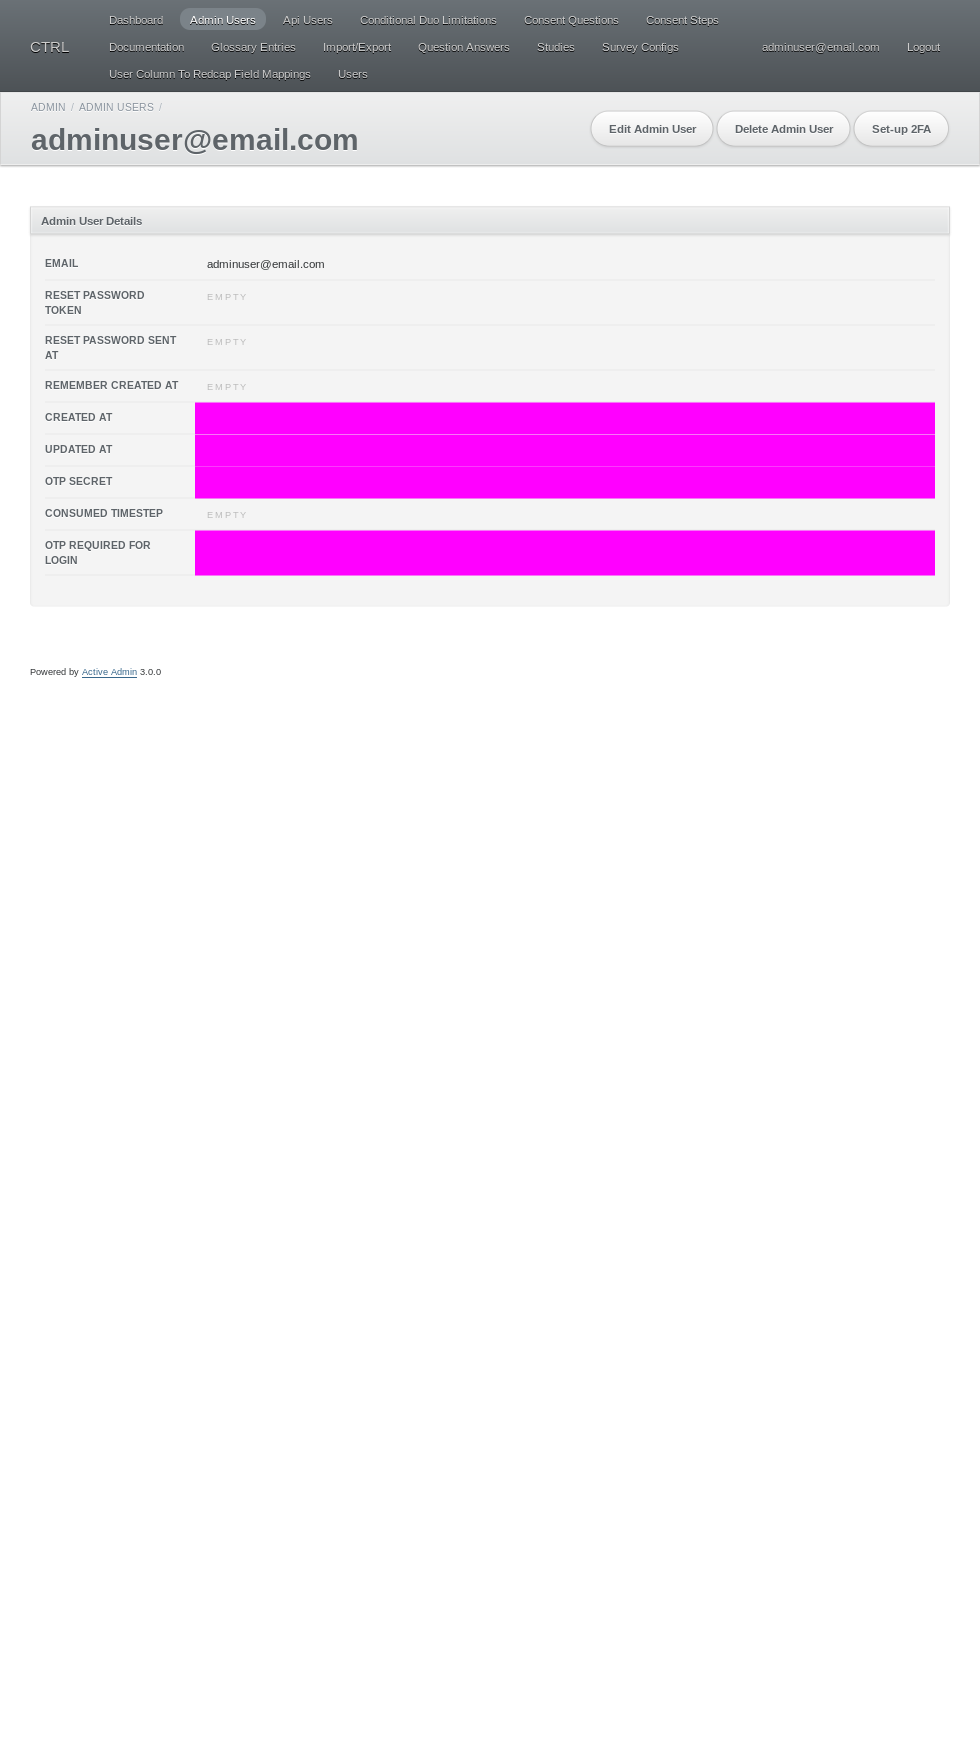 CTRL
Dashboard Admin Users Api Users Conditional Duo Limitations Consent Questions Consent Steps
Documentation Glossary Entries Import/Export Question Answers Studies Survey Configs
User Column To Redcap Field Mappings Users
adminuser@email.com Logout
ADMIN / ADMIN USERS /
adminuser@email.com
Edit Admin User Delete Admin User Set-up 2FA
Admin User Details
EMAIL adminuser@email.com
RESET PASSWORD
TOKEN
EMPTY
RESET PASSWORD SENT
AT
EMPTY
REMEMBER CREATED AT EMPTY
CREATED AT
UPDATED AT
OTP SECRET
CONSUMED TIMESTEP EMPTY
OTP REQUIRED FOR
LOGIN
Powered by Active Admin 3.0.0